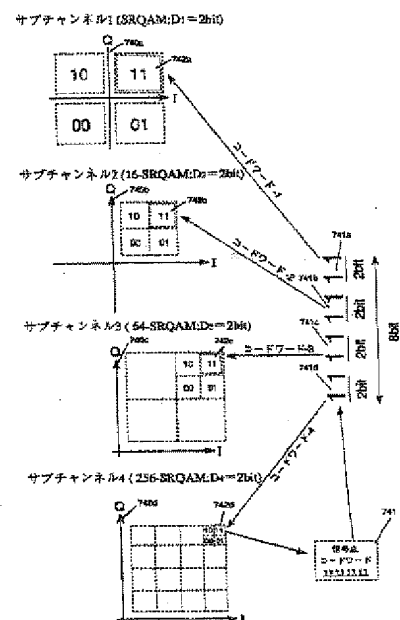 サブチャンネル1 (SRQAM:D1=2bit)
Q
740a
742a
10 11
I
00 01
サブチャンネル2 (16-SRQAM:D2=2bit)
Q
740b
742b
10 11
00 01
I
コードワード-1
コードワード-2
741a
2bit
741b
2bit
741c
2bit
741d
2bit
8bit
サブチャンネル3 (64-SRQAM:D3=2bit)
740c
742c
コードワード-3
10 11
00 01
I
サブチャンネル4 (256-SRQAM:D4=2bit)
Q
740d
742d
コードワード-4
741
信号点
コードワード